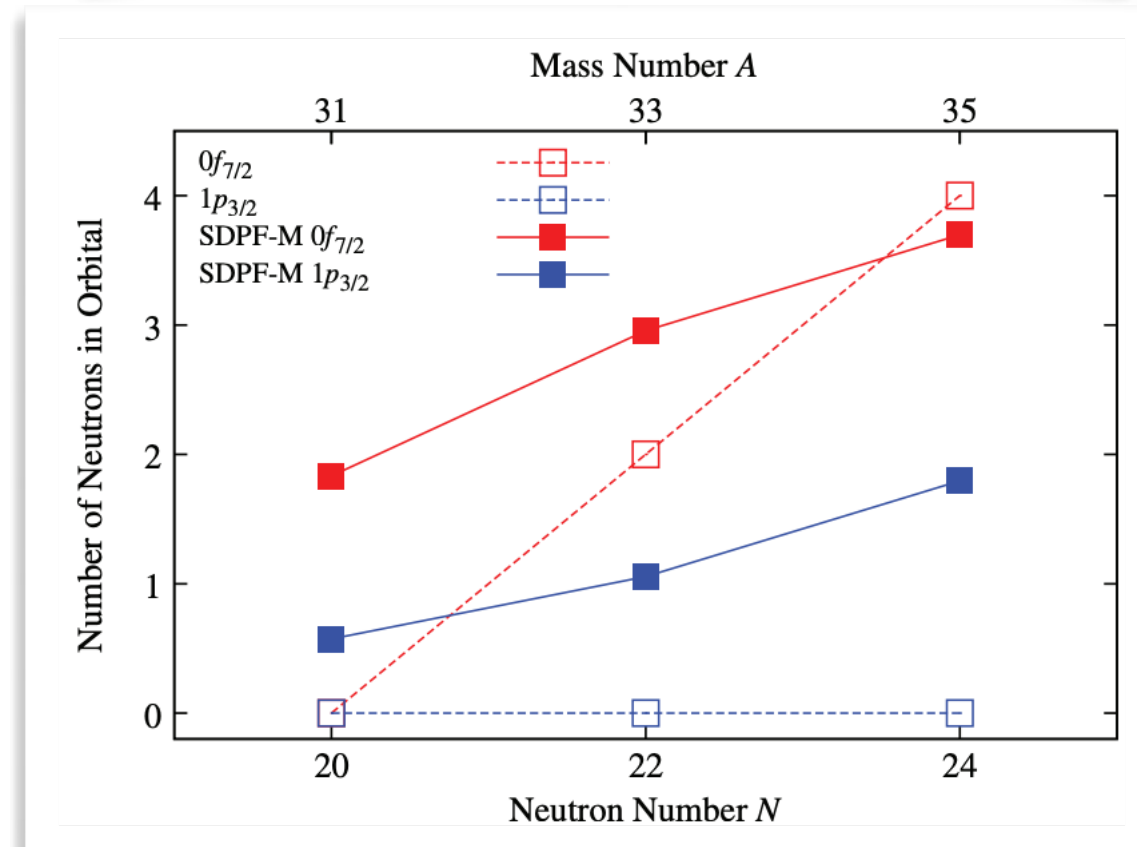 Mass Number A
31 33 35
0f7/2
1p3/2
SDPF-M 0f7/2
SDPF-M 1p3/2
4
3
2
1
0
Number of Neutrons in Orbital
20 22 24
Neutron Number N